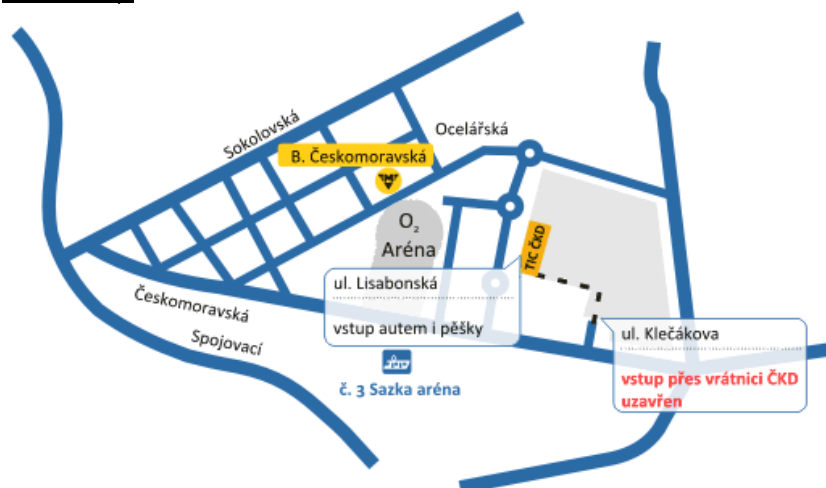 Sokolovská
Ocelářská
B. Českomoravská
O₂
Aréna
TIC ČKD
ul. Lisabonská
vstup autem i pěšky
Českomoravská
Spojovací
ul. Klečákova
vstup přes vrátnici ČKD
uzavřen
č. 3 Sazka aréna